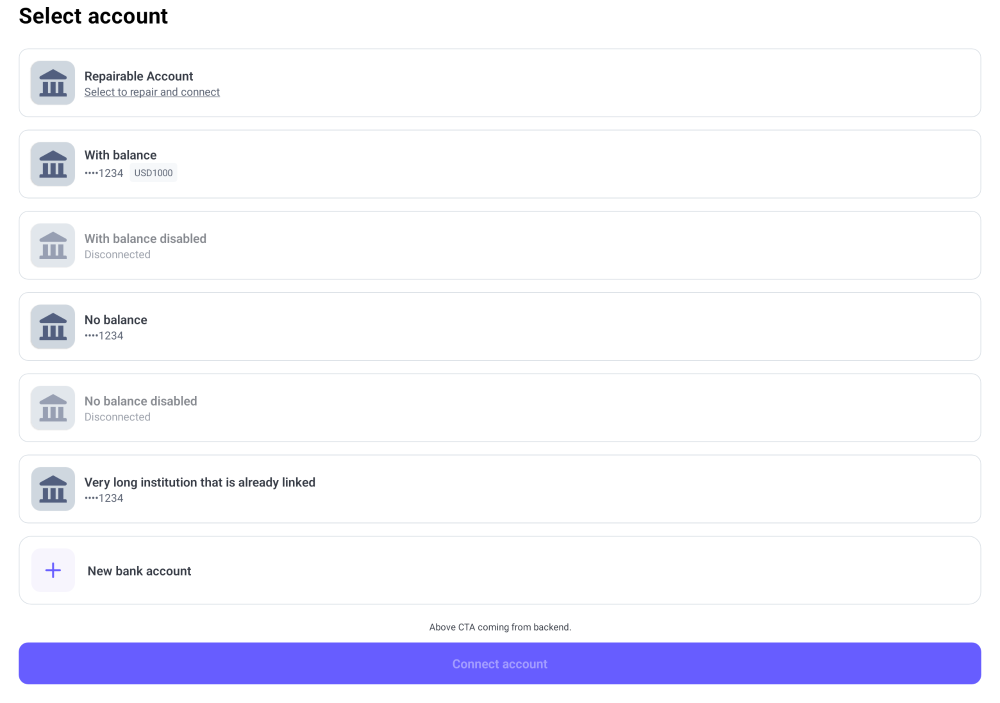 Select account
Repairable Account
Select to repair and connect
With balance
••••1234 USD1000
With balance disabled
Disconnected
No balance
••••1234
No balance disabled
Disconnected
Very long institution that is already linked
••••1234
New bank account
Above CTA coming from backend.
Connect account